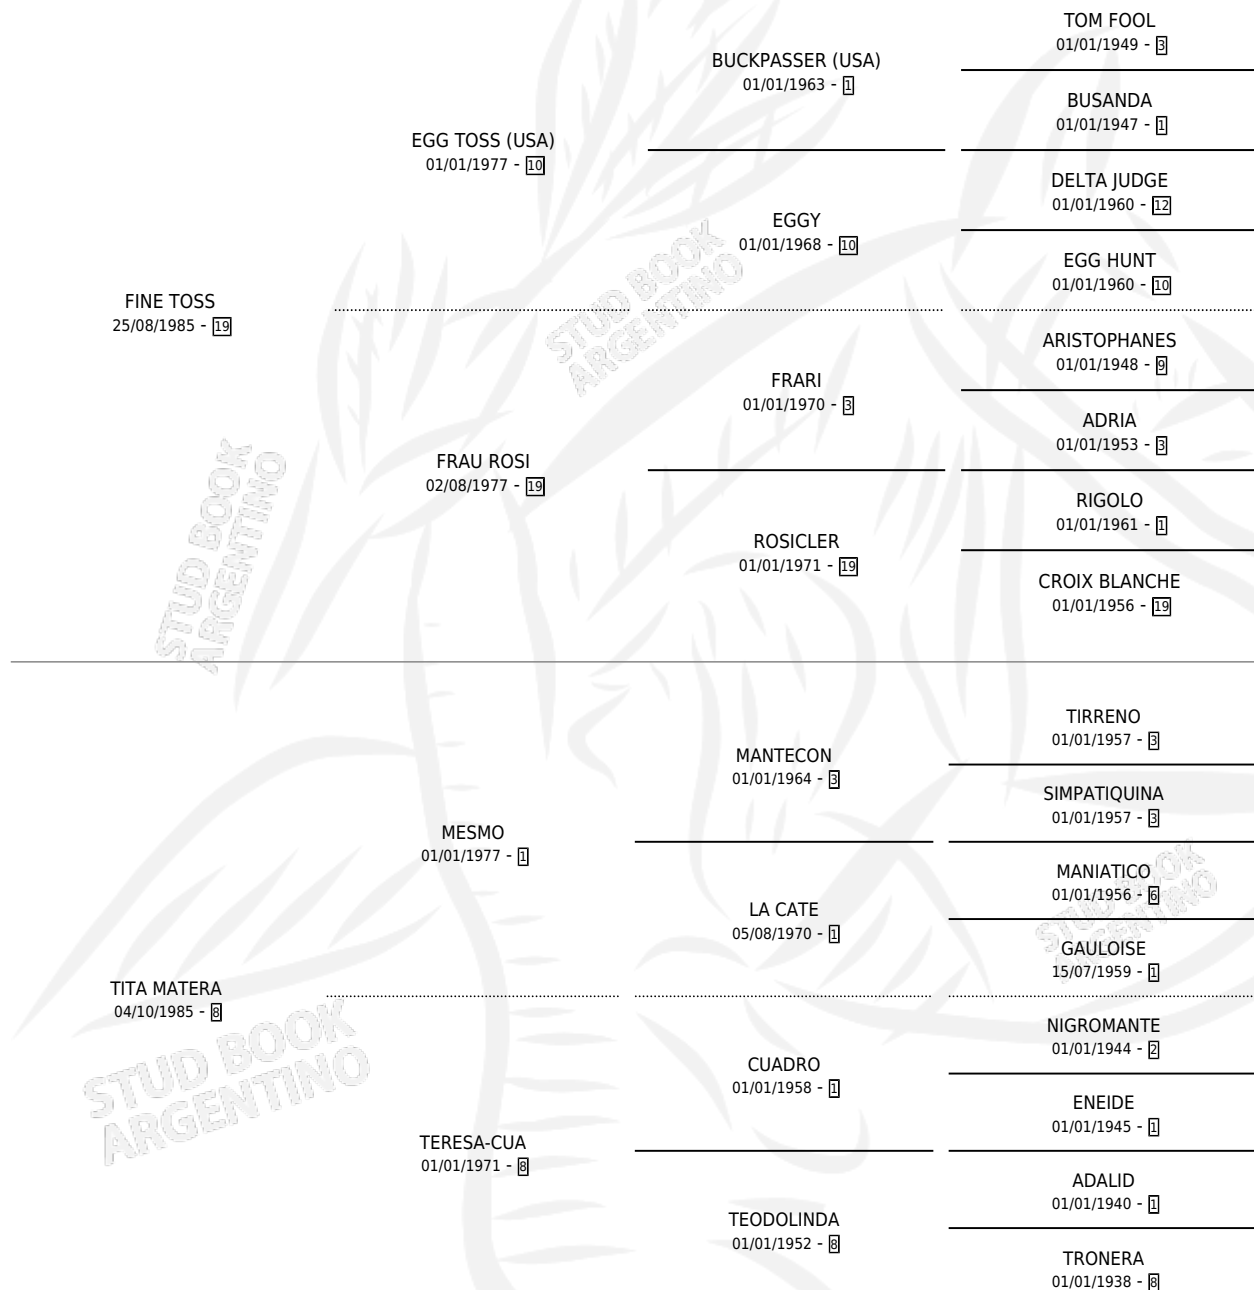 TOM FOOL
01/01/1949 - 3
BUCKPASSER (USA)
01/01/1963 - 1
BUSANDA
01/01/1947 - 1
EGG TOSS (USA)
01/01/1977 - 10
DELTA JUDGE
01/01/1960 - 12
EGGY
01/01/1968 - 10
EGG HUNT
01/01/1960 - 10
FINE TOSS
25/08/1985 - 19
STUD BOOK
ARGENTINO
ARISTOPHANES
01/01/1948 - 9
FRARI
01/01/1970 - 3
ADRIA
01/01/1953 - 3
FRAU ROSI
02/08/1977 - 19
RIGOLO
01/01/1961 - 1
ROSICLER
01/01/1971 - 19
CROIX BLANCHE
01/01/1956 - 19
STUD BOOK
ARGENTINO
TIRRENO
01/01/1957 - 3
MANTECON
01/01/1964 - 3
SIMPATIQUINA
01/01/1957 - 3
MESMO
01/01/1977 - 1
MANIATICO
01/01/1956 - 6
LA CATE
05/08/1970 - 1
GAULOISE
15/07/1959 - 1
STUD BOOK
ARGENTINO
TITA MATERA
04/10/1985 - 8
NIGROMANTE
01/01/1944 - 2
CUADRO
01/01/1958 - 1
ENEIDE
01/01/1945 - 1
STUD BOOK
ARGENTINO
TERESA-CUA
01/01/1971 - 8
ADALID
01/01/1940 - 1
TEODOLINDA
01/01/1952 - 8
TRONERA
01/01/1938 - 8